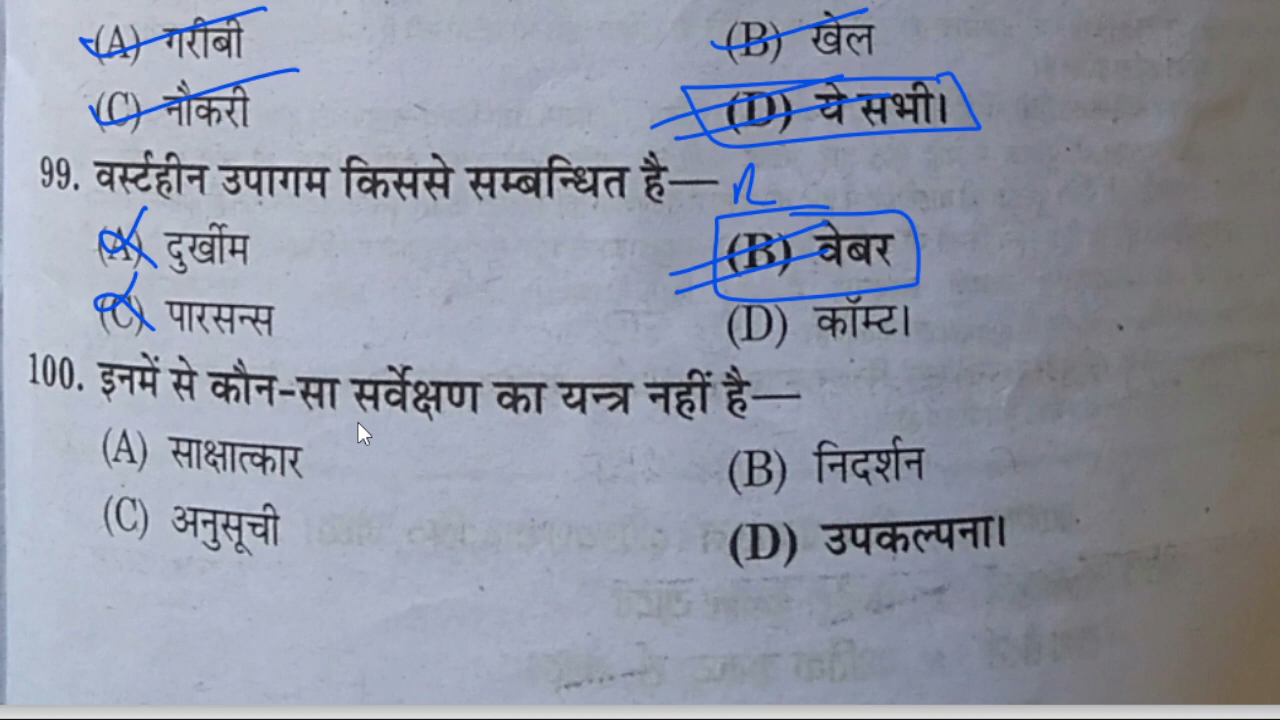 (A) गरीबी (B) खेल
(C) नौकरी (D) ये सभी।
99. वर्स्टहीन उपागम किससे सम्बन्धित है—
(A) दुर्खीम (B) वेबर
(C) पारसन्स (D) कॉम्ट।
100. इनमें से कौन-सा सर्वेक्षण का यन्त्र नहीं है—
(A) साक्षात्कार (B) निदर्शन
(C) अनुसूची (D) उपकल्पना।